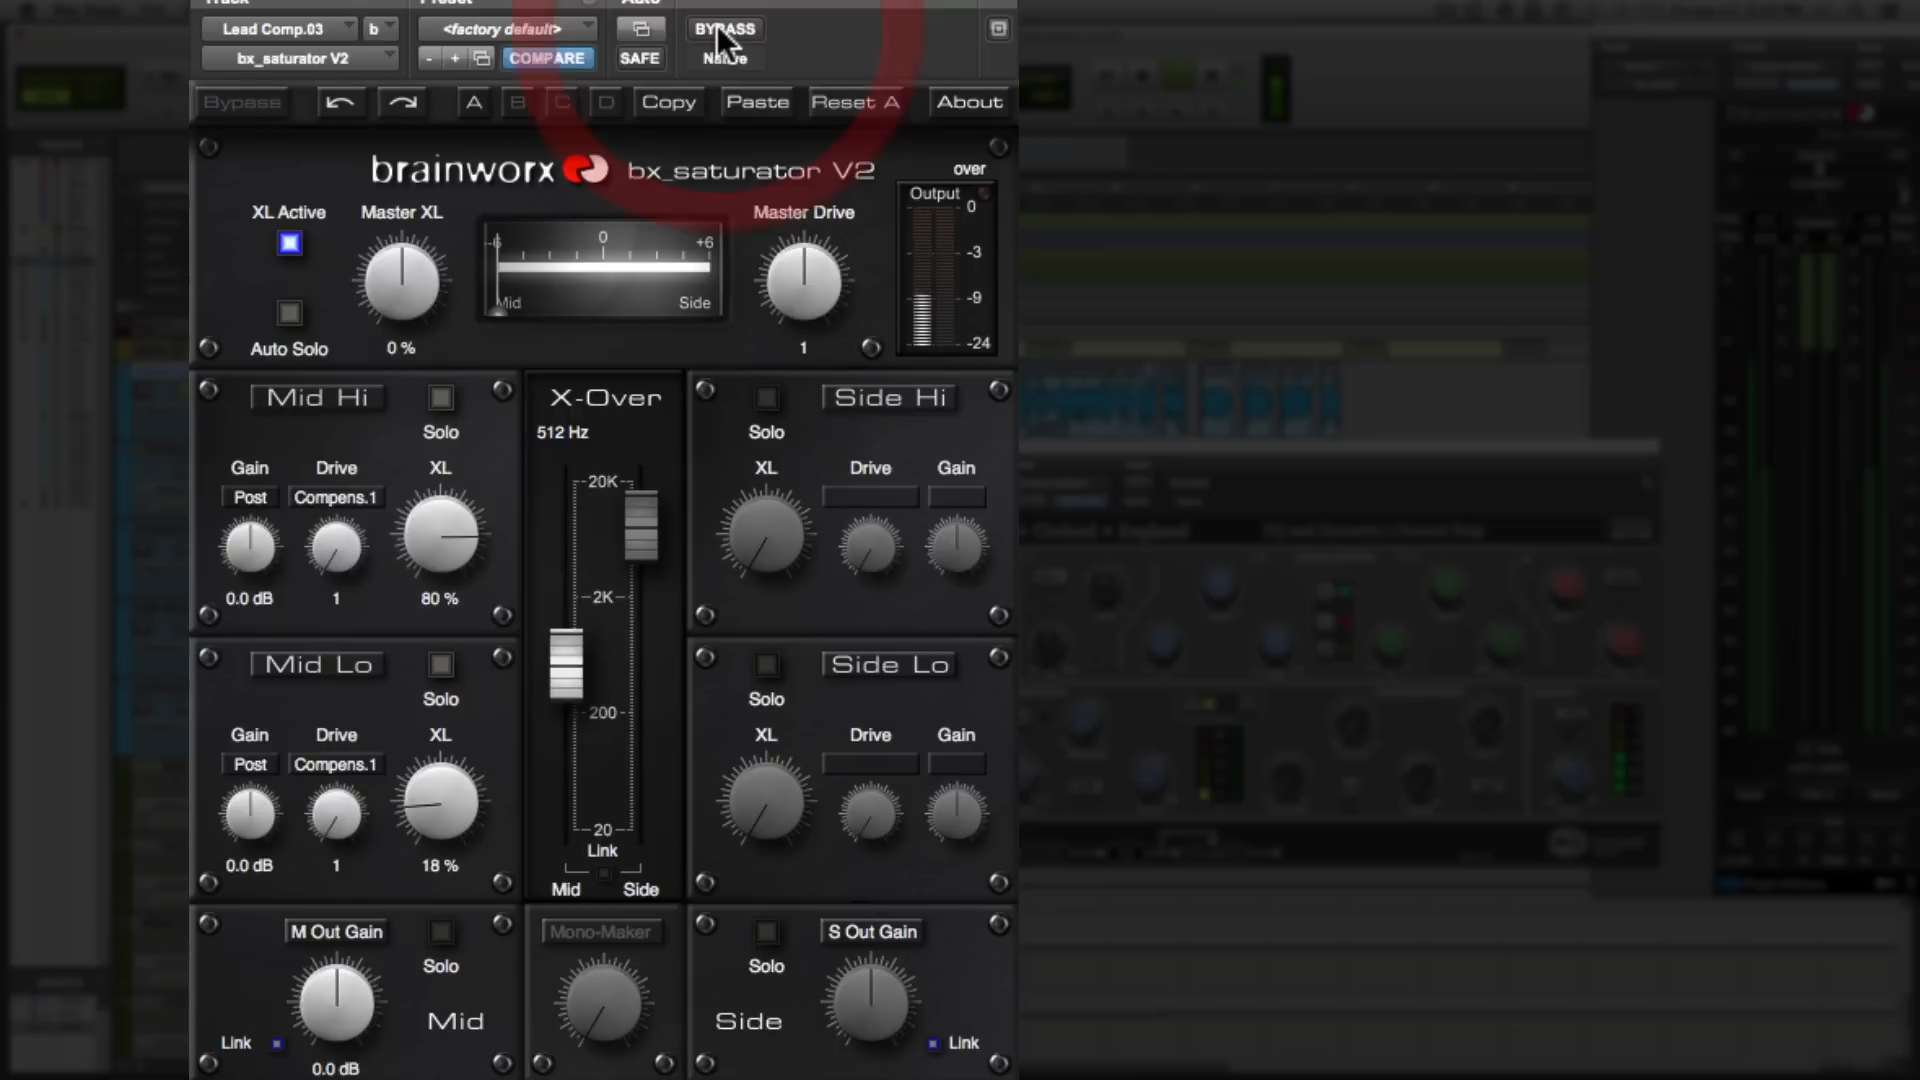 Track Preset Auto
Lead Comp.03 b <factory default> BYPASS
bx_saturator V2 - + COMPARE SAFE Native
Bypass A B C D Copy Paste Reset A About
brainworx bx_saturator V2 over
Output
XL Active Master XL Master Drive
0
-3
-9
-24
-6 0 +6
Mid Side
Auto Solo 0 % 1
Mid Hi X-Over Side Hi
Solo 512 Hz Solo
Gain Drive XL XL Drive Gain
Post Compens.1
0.0 dB 1 80 %
20K
2K
200
20
Mid Lo Side Lo
Solo Solo
Gain Drive XL XL Drive Gain
Post Compens.1
0.0 dB 1 18 %
Link
Mid Side
M Out Gain Mono-Maker S Out Gain
Solo Solo
Mid Side
Link Link
0.0 dB